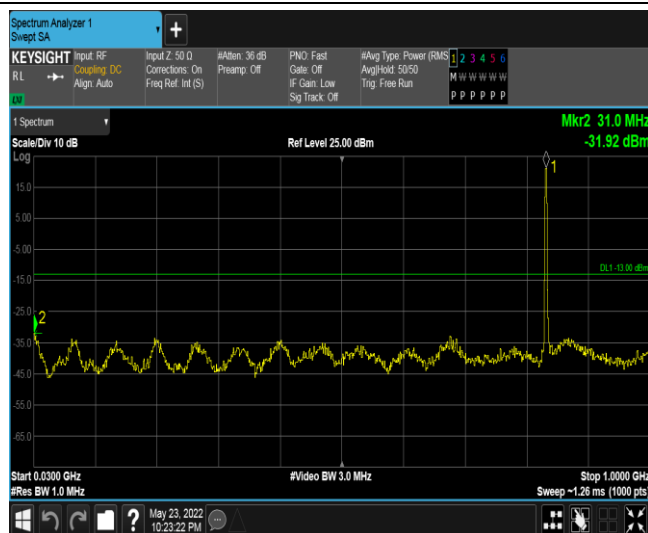 Spectrum Analyzer 1
Swept SA
+
KEYSIGHT
RL
Input: RF
Coupling: DC
Align: Auto
Input Z: 50 Ω
Corrections: On
Freq Ref: Int (S)
#Atten: 36 dB
Preamp: Off
PNO: Fast
Gate: Off
IF Gain: Low
Sig Track: Off
#Avg Type: Power (RMS
Avg|Hold: 50/50
Trig: Free Run
1 2 3 4 5 6
M W W W W W
P P P P P P
1 Spectrum
Mkr2 31.0 MHz
Scale/Div 10 dB
Ref Level 25.00 dBm
-31.92 dBm
Log
1
15.0
5.00
-5.00
DL1 -13.00 dBm
-15.0
-25.0
2
-35.0
-45.0
-55.0
-65.0
Start 0.0300 GHz
#Video BW 3.0 MHz
Stop 1.0000 GHz
#Res BW 1.0 MHz
Sweep ~1.26 ms (1000 pts)
?
May 23, 2022
10:23:22 PM